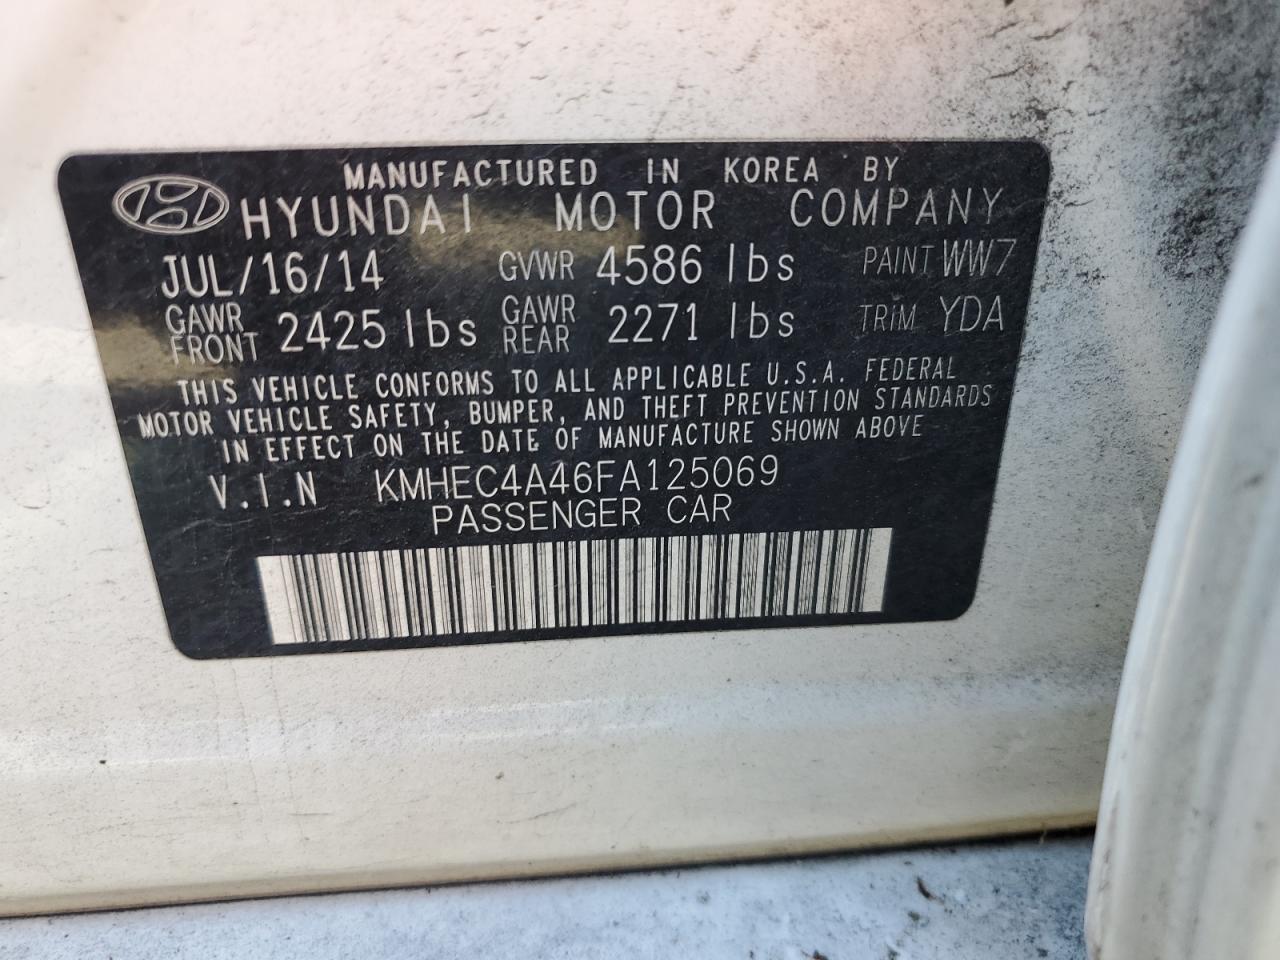 MANUFACTURED IN KOREA BY
HYUNDAI MOTOR COMPANY
JUL/16/14 GVWR 4586 lbs PAINT WW7
GAWR FRONT 2425 lbs GAWR REAR 2271 lbs TRIM YDA
THIS VEHICLE CONFORMS TO ALL APPLICABLE U.S.A. FEDERAL
MOTOR VEHICLE SAFETY, BUMPER, AND THEFT PREVENTION STANDARDS
IN EFFECT ON THE DATE OF MANUFACTURE SHOWN ABOVE
V.I.N KMHEC4A46FA125069
PASSENGER CAR